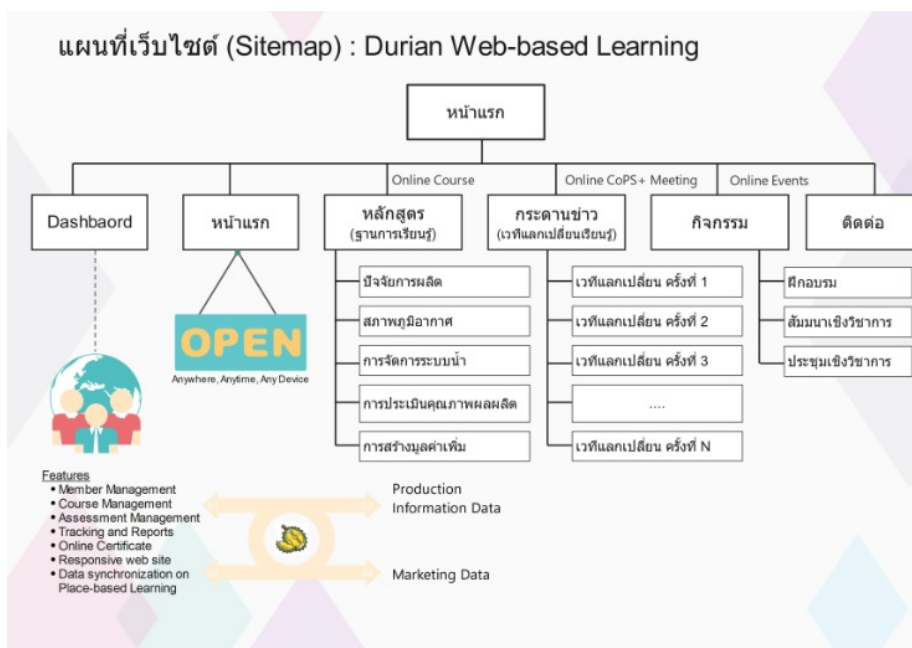 แผนที่เว็บไซต์ (Sitemap) : Durian Web-based Learning
หน้าแรก
Online Course
Online CoPS+ Meeting
Online Events
Dashbaord
หน้าแรก
หลักสูตร
(ฐานการเรียนรู้)
กระดานข่าว
(เวทีแลกเปลี่ยนเรียนรู้)
กิจกรรม
ติดต่อ
OPEN
Anywhere, Anytime, Any Device
ปัจจัยการผลิต
สภาพภูมิอากาศ
การจัดการระบบน้ำ
การประเมินคุณภาพผลผลิต
การสร้างมูลค่าเพิ่ม
เวทีแลกเปลี่ยน ครั้งที่ 1
เวทีแลกเปลี่ยน ครั้งที่ 2
เวทีแลกเปลี่ยน ครั้งที่ 3
....
เวทีแลกเปลี่ยน ครั้งที่ N
ฝึกอบรม
สัมมนาเชิงวิชาการ
ประชุมเชิงวิชาการ
Features
• Member Management
• Course Management
• Assessment Management
• Tracking and Reports
• Online Certificate
• Responsive web site
• Data synchronization on
Place-based Learning
Production
Information Data
Marketing Data